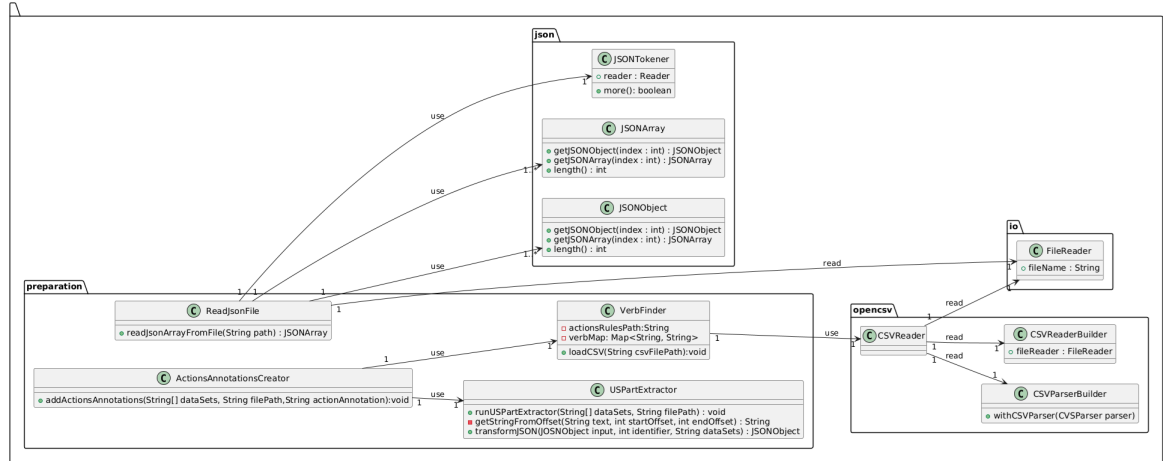 json
C JSONTokener
reader : Reader
more(): boolean
C JSONArray
getJSONObject(index : int) : JSONObject
getJSONArray(index : int) : JSONArray
length() : int
C JSONObject
getJSONObject(index : int) : JSONObject
getJSONArray(index : int) : JSONArray
length() : int
use
1
1
use
1
1..*
use
1
1..*
read
1
1
io
C FileReader
fileName : String
preparation
C ReadJsonFile
readJsonArrayFromFile(String path) : JSONArray
C VerbFinder
actionsRulesPath:String
verbMap: Map<String, String>
loadCSV(String csvFilePath):void
C ActionsAnnotationsCreator
addActionsAnnotations(String[] dataSets, String filePath,String actionAnnotation):void
C USPartExtractor
runUSPartExtractor(String[] dataSets, String filePath) : void
getStringFromOffset(String text, int startOffset, int endOffset) : String
transformJSON(JOSNObject input, int identifier, String dataSets) : JSONObject
use
1
1
use
1
1
use
1
1
opencsv
C CSVReader
C CSVReaderBuilder
fileReader : FileReader
C CSVParserBuilder
withCSVParser(CVSParser parser)
read
1
1
read
1
1
read
1
1